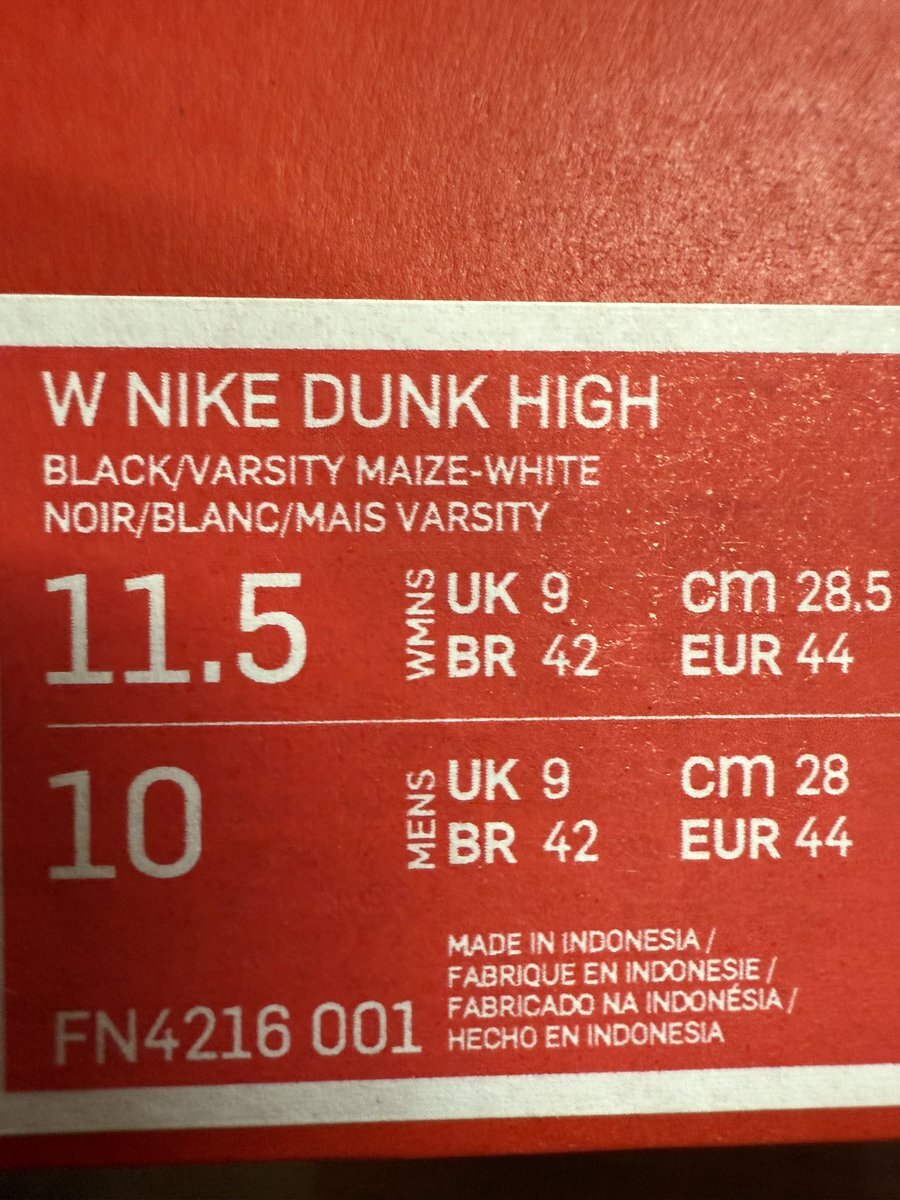 W NIKE DUNK HIGH
BLACK/VARSITY MAIZE-WHITE
NOIR/BLANC/MAIS VARSITY
11.5 WMNS UK 9 cm 28.5
BR 42 EUR 44
10 MENS UK 9 cm 28
BR 42 EUR 44
MADE IN INDONESIA /
FABRIQUE EN INDONESIE /
FABRICADO NA INDONÉSIA /
HECHO EN INDONESIA
FN4216 001